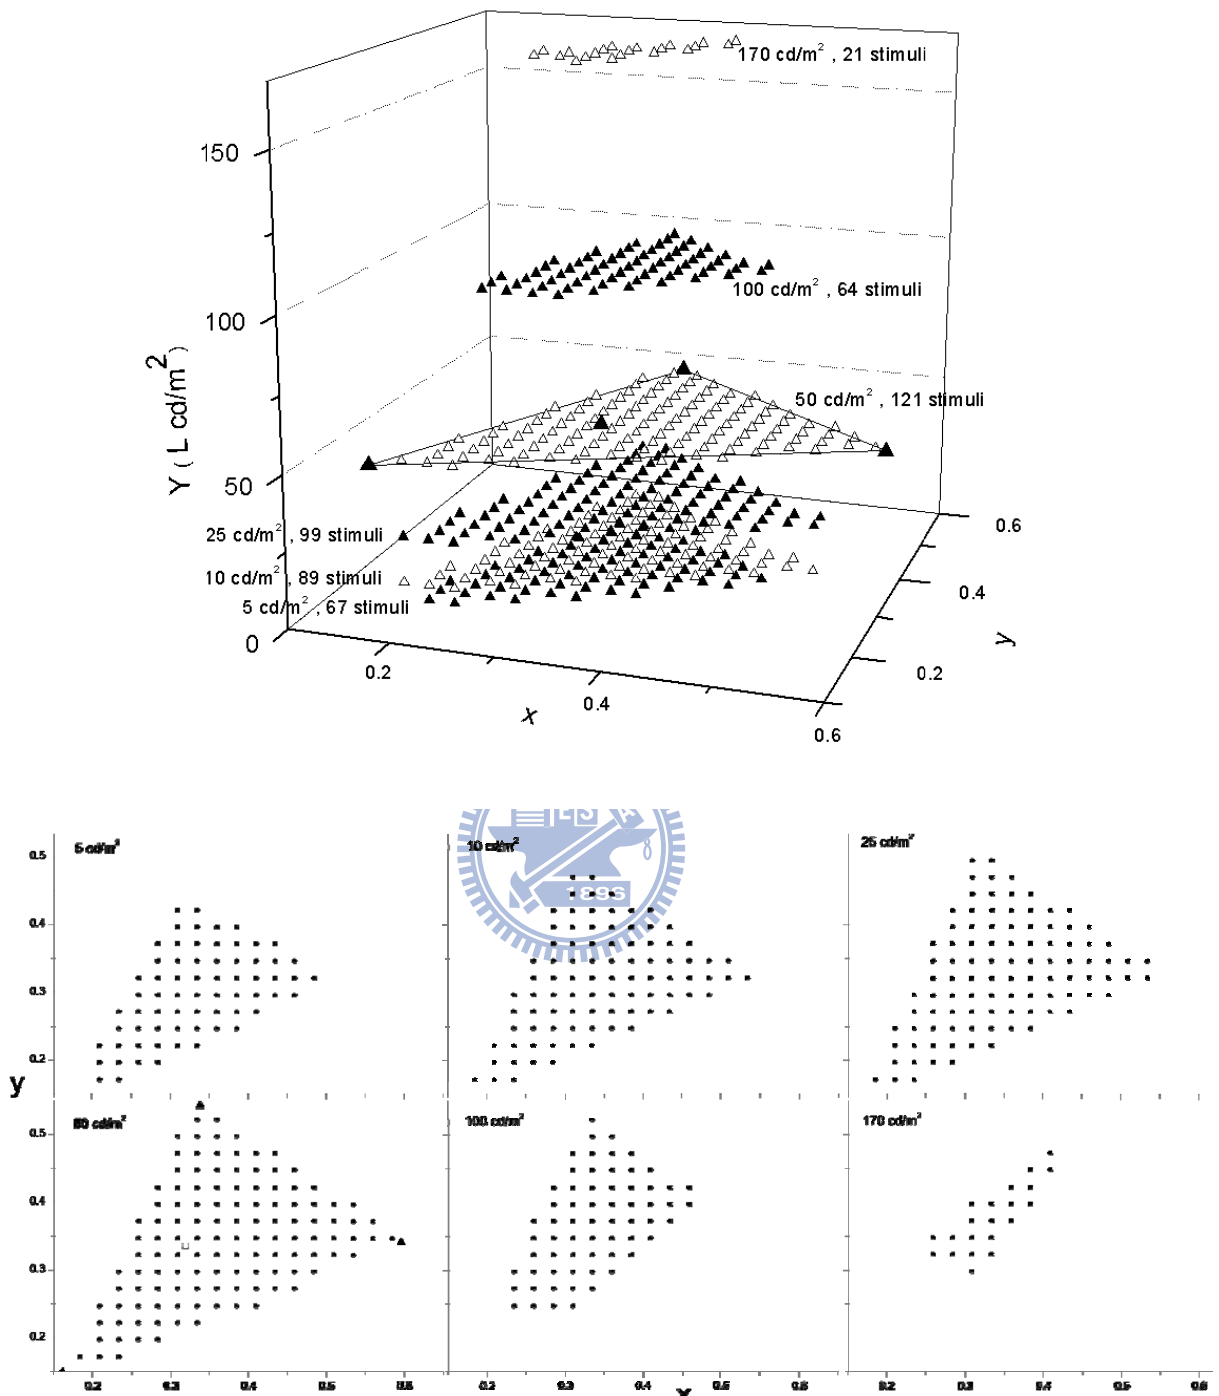 170 cd/m² , 21 stimuli
150
100 cd/m² , 64 stimuli
100
Y ( L cd/m²)
50 cd/m² , 121 stimuli
50
25 cd/m² , 99 stimuli
10 cd/m² , 89 stimuli
5 cd/m² , 67 stimuli
0
0.2
0.4
0.6
x
0.2
0.4
0.6
y
5 cd/m²
10 cd/m²
25 cd/m²
0.5
0.4
0.3
0.2
1896
y
50 cd/m²
100 cd/m²
170 cd/m²
0.5
0.4
0.3
0.2
0.2 0.3 0.4 0.5 0.6
0.2 0.3 0.4 0.5 0.6
0.2 0.3 0.4 0.5 0.6
x